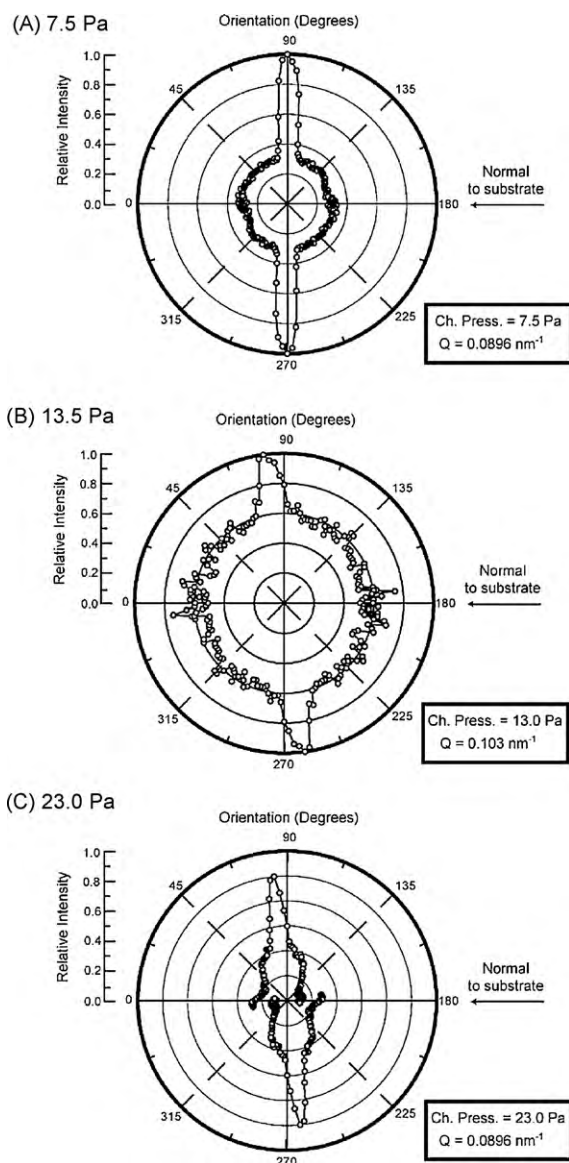 (A) 7.5 Pa
Orientation (Degrees)
90
1.0
0.8
0.6
0.4
0.2
0.0
Relative Intensity
45
135
0
180
Normal
to substrate
315
225
270
Ch. Press. = 7.5 Pa
Q = 0.0896 nm⁻¹
(B) 13.5 Pa
Orientation (Degrees)
90
1.0
0.8
0.6
0.4
0.2
0.0
Relative Intensity
45
135
0
180
Normal
to substrate
315
225
270
Ch. Press. = 13.0 Pa
Q = 0.103 nm⁻¹
(C) 23.0 Pa
Orientation (Degrees)
90
1.0
0.8
0.6
0.4
0.2
0.0
Relative Intensity
45
135
0
180
Normal
to substrate
315
225
270
Ch. Press. = 23.0 Pa
Q = 0.0896 nm⁻¹